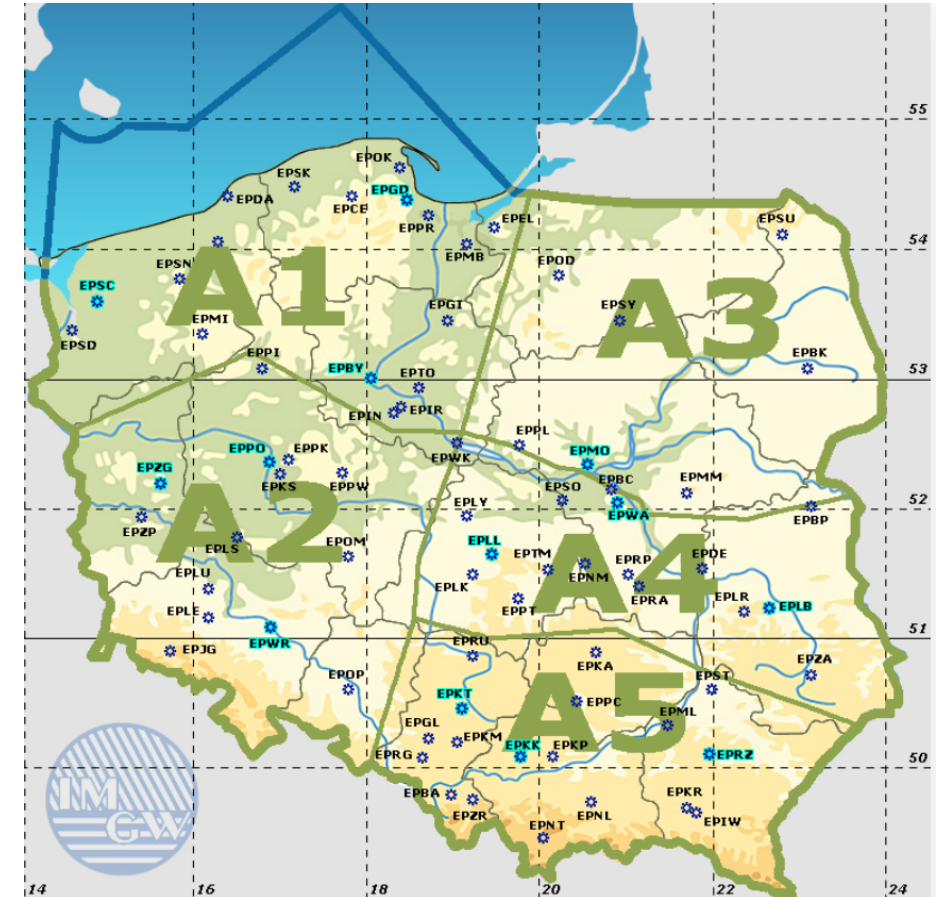 55
EPOK
EPSK
EPGD
EPDA
EPCE
EPPR
EPEL
EPSU
54
EPMB
EPSN
EPOD
EPSC
A1
A3
EPGI
EPSY
EPMI
EPSD
EPPI
EPBY
EPBK
53
EPTO
EPIN
EPIR
EPPL
EPPO
EPPK
EPWK
EPMO
EPZG
EPKS
EPPW
EPSO
EPBC
EPMM
52
A2
EPLY
EPWA
EPBP
EPZP
EPLS
EPOM
EPLL
EPTM
A4
EPRP
EPDE
EPLU
EPLK
EPNM
EPLE
EPPT
EPRA
EPLR
EPLB
EPWR
51
EPJG
EPRU
EPKA
EPZA
EPOP
EPST
EPKT
A5
EPPC
EPML
EPGL
EPKM
EPKK
EPKP
EPRZ
EPRG
50
IM
GW
EPBA
EPZR
EPNL
EPKR
EPIW
EPNT
14
16
18
20
22
24